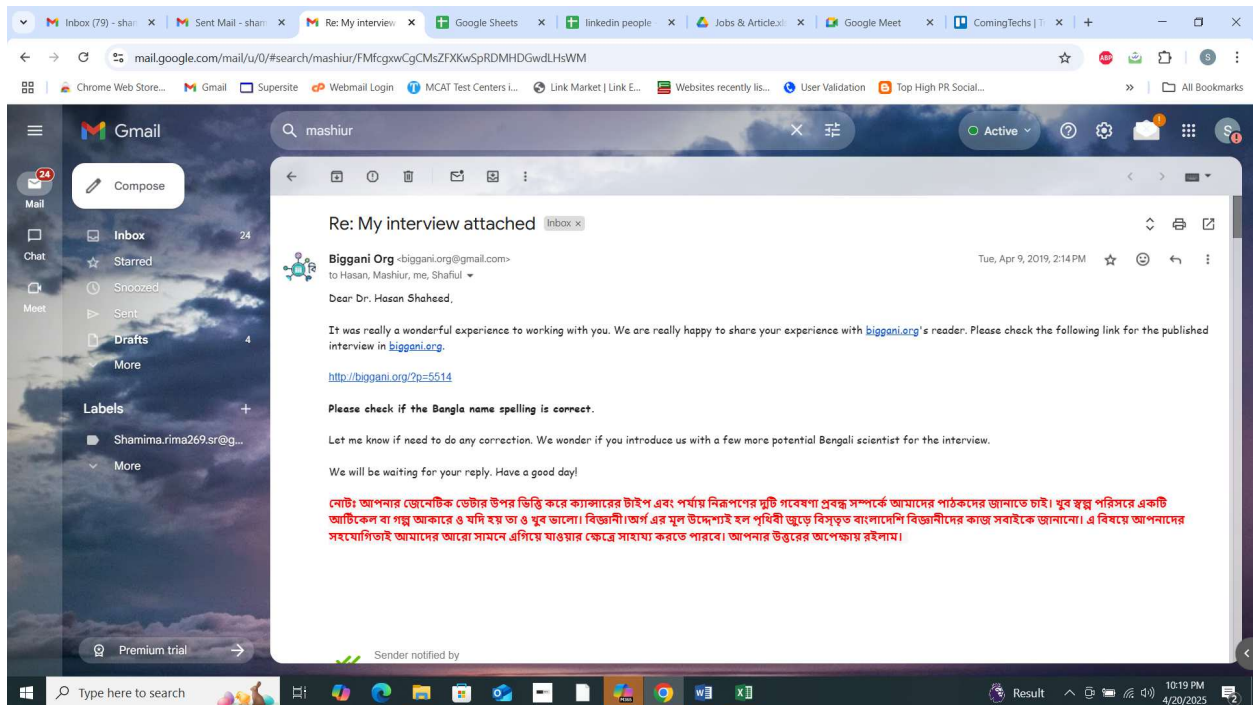 Inbox (79) - shan
Sent Mail - sham
Re: My interview
Google Sheets
linkedin people
Jobs & Article.xl
Google Meet
ComingTechs | T
mail.google.com/mail/u/0/#search/mashiur/FMfcgxwCgCMsZFXKwSpRDMHDGwdLHsWM
ABP
S
Chrome Web Store...
Gmail
Supersite
Webmail Login
MCAT Test Centers i...
Link Market | Link E...
Websites recently lis...
User Validation
Top High PR Social...
All Bookmarks
Gmail
mashiur
Active
24
Mail
Compose
Chat
Meet
Inbox 24
Starred
Snoozed
Sent
Drafts 4
More
Labels
Shamima.rima269.sr@g...
More
Premium trial
Re: My interview attached Inbox ×
Biggani Org <biggani.org@gmail.com> Tue, Apr 9, 2019, 2:14 PM
to Hasan, Mashiur, me, Shafiul
Dear Dr. Hasan Shaheed,
It was really a wonderful experience to working with you. We are really happy to share your experience with biggani.org's reader. Please check the following link for the published
interview in biggani.org.
http://biggani.org/?p=5514
Please check if the Bangla name spelling is correct.
Let me know if need to do any correction. We wonder if you introduce us with a few more potential Bengali scientist for the interview.
We will be waiting for your reply. Have a good day!
নোটঃ আপনার জেনেটিক ডেটার উপর ভিত্তি করে ক্যান্সারের টাইপ এবং পর্যায় নিরূপণের দুটি গবেষণা প্রবন্ধ সম্পর্কে আমাদের পাঠকদের জানাতে চাই। খুব স্বল্প পরিসরে একটি
আর্টিকেল বা গল্প আকারে ও যদি হয় তা ও খুব ভালো। বিজ্ঞানী।অর্গ এর মূল উদ্দেশ্যই হল পৃথিবী জুড়ে বিস্তৃত বাংলাদেশি বিজ্ঞানীদের কাজ সবাইকে জানানো। এ বিষয়ে আপনাদের
সহযোগিতাই আমাদের আরো সামনে এগিয়ে যাওয়ার ক্ষেত্রে সাহায্য করতে পারবে। আপনার উত্তরের অপেক্ষায় রইলাম।
Sender notified by
Type here to search
Result
10:19 PM
4/20/2025